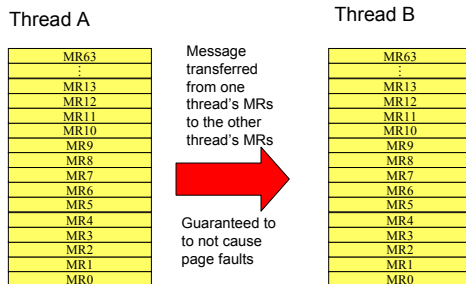 Thread A
MR63
⋮
MR13
MR12
MR11
MR10
MR9
MR8
MR7
MR6
MR5
MR4
MR3
MR2
MR1
MR0
Message
transferred
from one
thread's MRs
to the other
thread's MRs
Guaranteed to
to not cause
page faults
Thread B
MR63
⋮
MR13
MR12
MR11
MR10
MR9
MR8
MR7
MR6
MR5
MR4
MR3
MR2
MR1
MR0